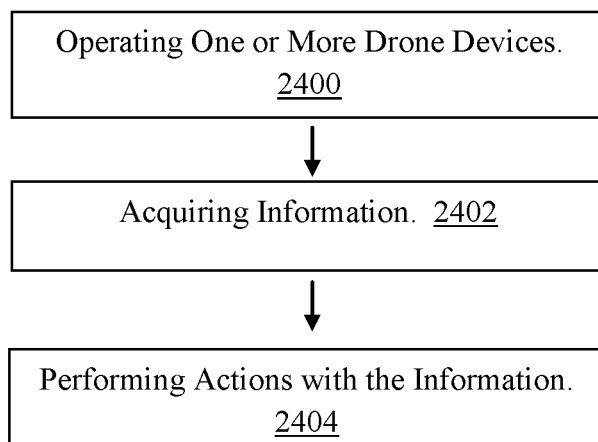 Operating One or More Drone Devices.
2400
Acquiring Information. 2402
Performing Actions with the Information.
2404